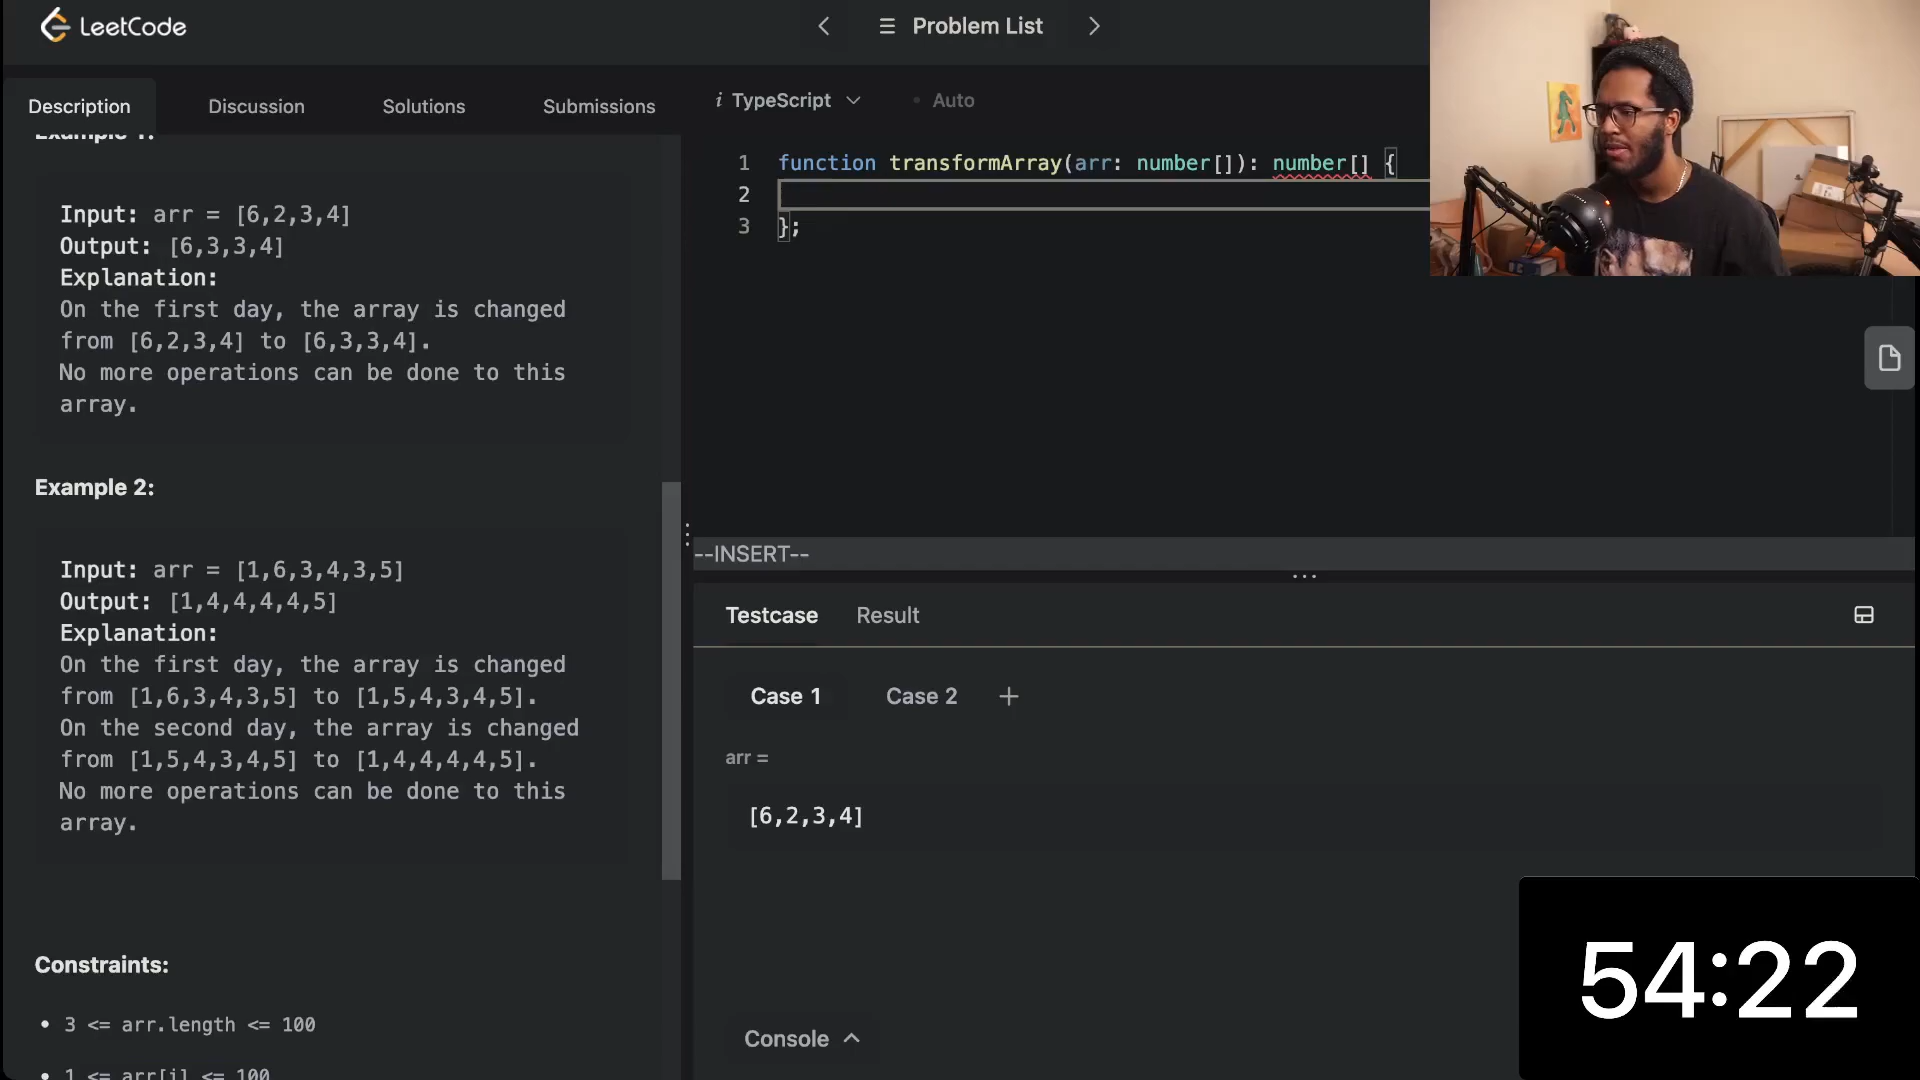 LeetCode
Problem List
Description
Discussion
Solutions
Submissions
Example 1:
Input: arr = [6,2,3,4]
Output: [6,3,3,4]
Explanation:
On the first day, the array is changed
from [6,2,3,4] to [6,3,3,4].
No more operations can be done to this
array.
Example 2:
Input: arr = [1,6,3,4,3,5]
Output: [1,4,4,4,4,5]
Explanation:
On the first day, the array is changed
from [1,6,3,4,3,5] to [1,5,4,3,4,5].
On the second day, the array is changed
from [1,5,4,3,4,5] to [1,4,4,4,4,5].
No more operations can be done to this
array.
Constraints:
• 3 <= arr.length <= 100
• 1 <= arr[i] <= 100
i TypeScript
• Auto
1 function transformArray(arr: number[]): number[] {
2
3 };
--INSERT--
Testcase
Result
Case 1
Case 2
+
arr =
[6,2,3,4]
Console
54:22